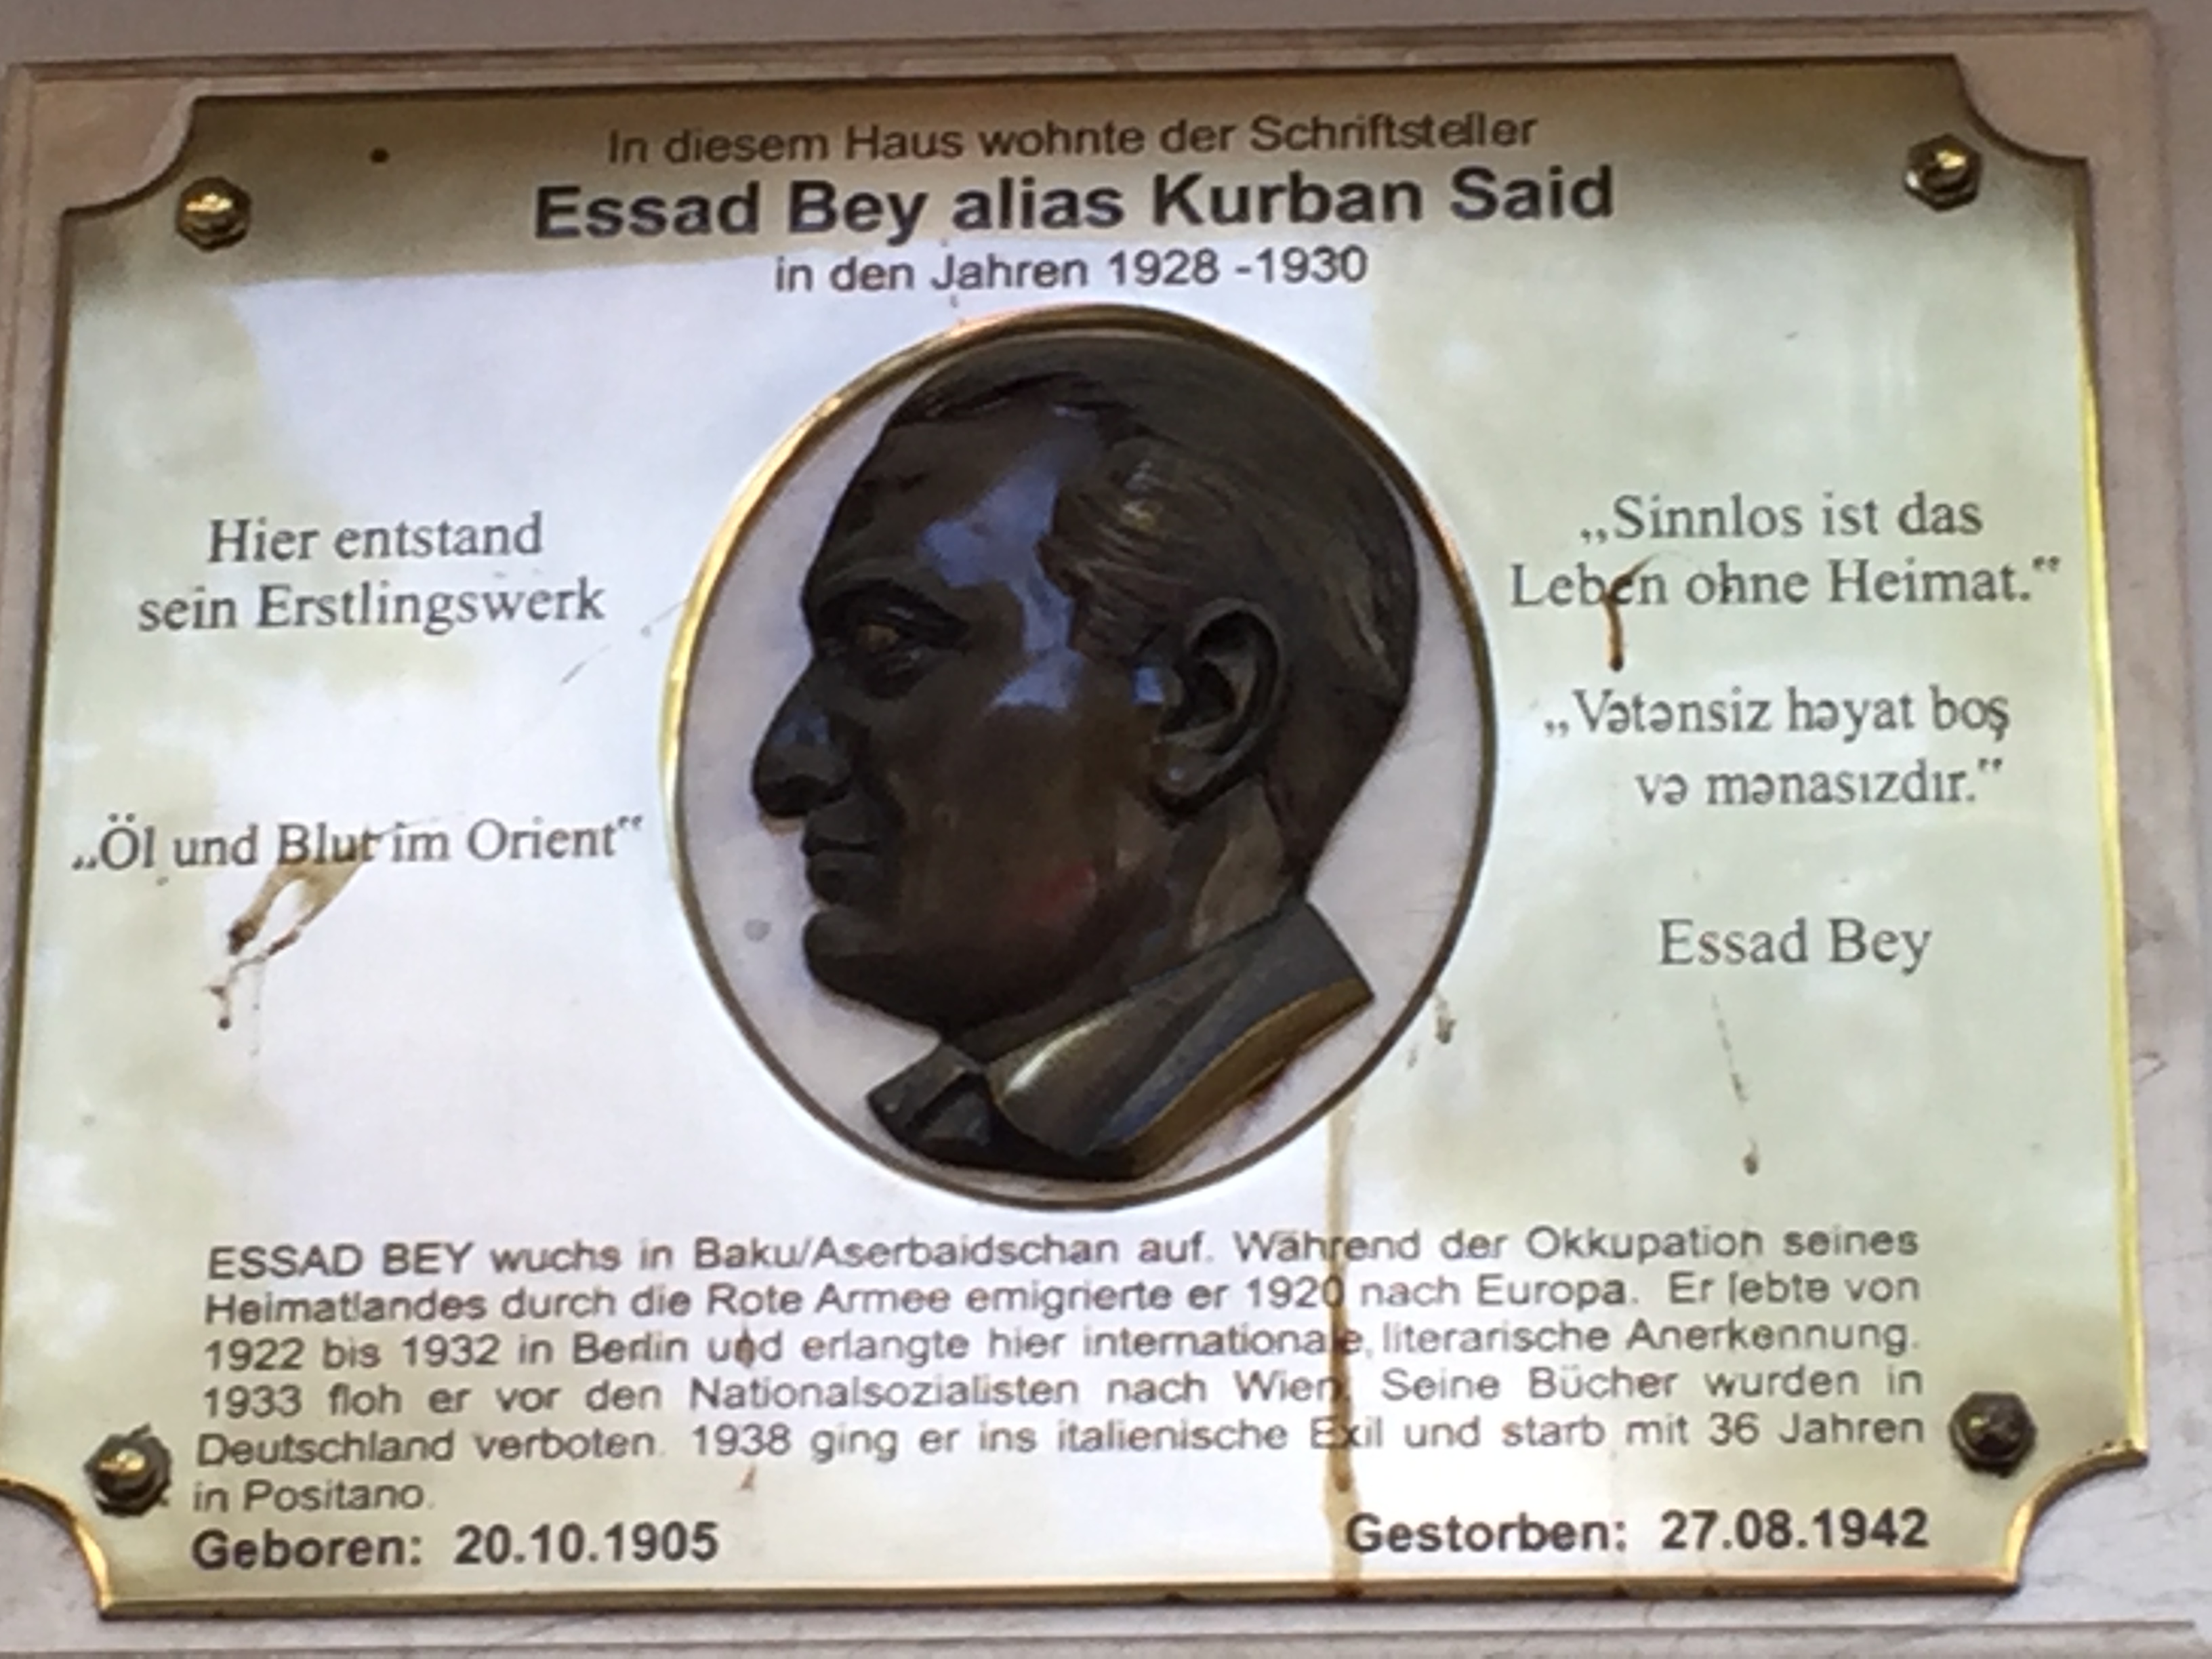 In diesem Haus wohnte der Schriftsteller
Essad Bey alias Kurban Said
in den Jahren 1928 -1930
Hier entstand
sein Erstlingswerk
„Öl und Blut im Orient“
„Sinnlos ist das
Leben ohne Heimat.“
„Vətənsiz həyat boş
və mənasızdır.“
Essad Bey
ESSAD BEY wuchs in Baku/Aserbaidschan auf. Während der Okkupation seines
Heimatlandes durch die Rote Armee emigrierte er 1920 nach Europa. Er lebte von
1922 bis 1932 in Berlin und erlangte hier internationale, literarische Anerkennung.
1933 floh er vor den Nationalsozialisten nach Wien. Seine Bücher wurden in
Deutschland verboten. 1938 ging er ins italienische Exil und starb mit 36 Jahren
in Positano.
Geboren: 20.10.1905
Gestorben: 27.08.1942